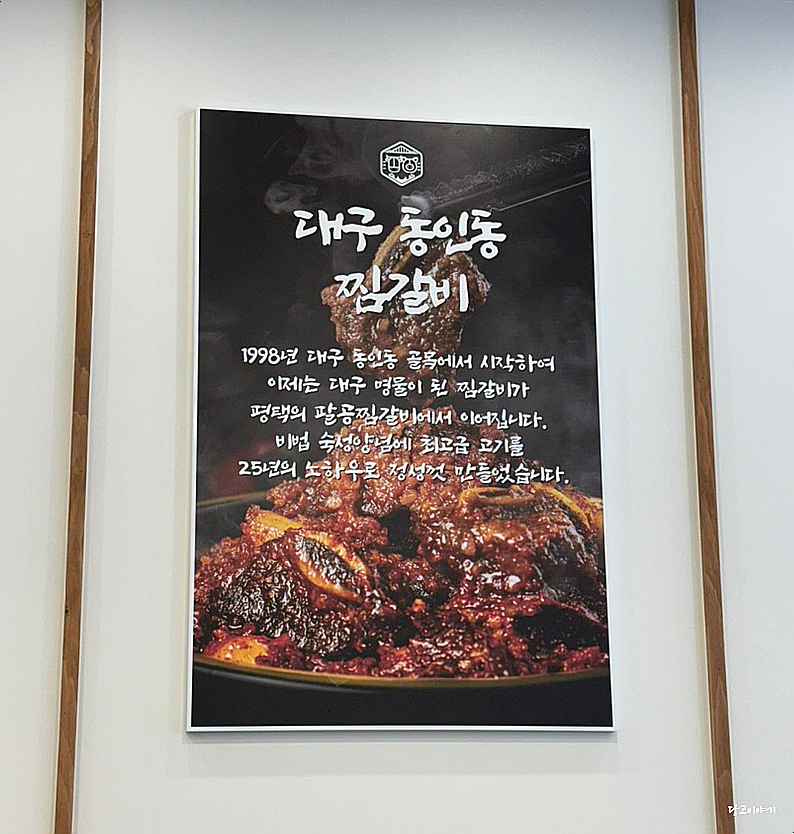 대구 동인동
찜갈비
1998년 대구 동인동 골목에서 시작하여
이제는 대구 명물이 된 찜갈비가
평택의 팔공찜갈비에서 이어집니다.
비법 숙성양념에 최고급 고기를
25년의 노하우로 정성껏 만들었습니다.